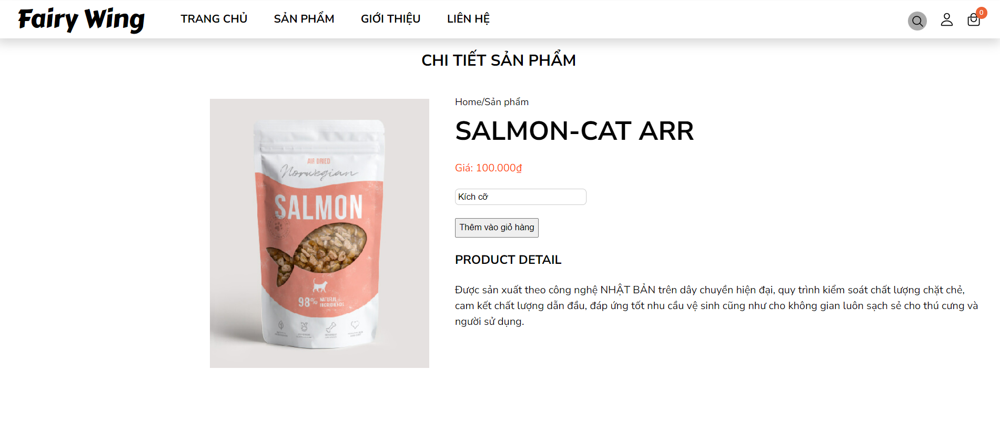 Fairy Wing
TRANG CHỦ
SẢN PHẨM
GIỚI THIỆU
LIÊN HỆ
0
CHI TIẾT SẢN PHẨM
Home/Sản phẩm
SALMON-CAT ARR
Giá: 100.000₫
Kích cỡ
Thêm vào giỏ hàng
PRODUCT DETAIL
Được sản xuất theo công nghệ NHẬT BẢN trên dây chuyền hiện đại, quy trình kiểm soát chất lượng chặt chẽ,
cam kết chất lượng dẫn đầu, đáp ứng tốt nhu cầu vệ sinh cũng như cho không gian luôn sạch sẻ cho thú cưng và
người sử dụng.
AIR DRIED
Norwegian
SALMON
98%
NATURAL
INGRIDIENDS